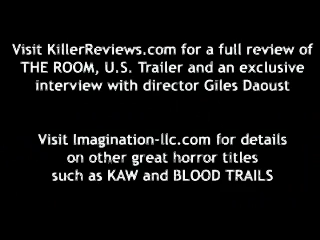 Visit KillerReviews.com for a full review of
THE ROOM, U.S. Trailer and an exclusive
interview with director Giles Daoust
Visit Imagination-llc.com for details
on other great horror titles
such as KAW and BLOOD TRAILS